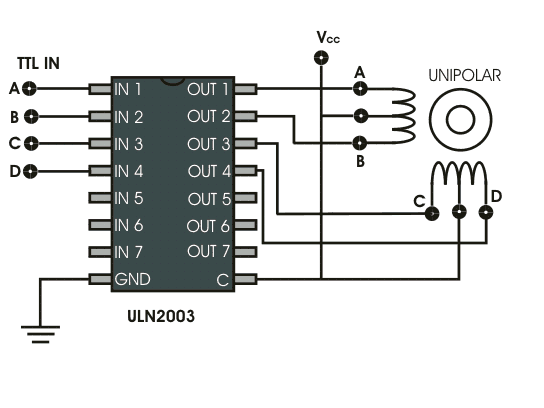 Vcc
TTL IN
A
B
C
D
IN 1
IN 2
IN 3
IN 4
IN 5
IN 6
IN 7
GND
OUT 1
OUT 2
OUT 3
OUT 4
OUT 5
OUT 6
OUT 7
C
ULN2003
A
B
UNIPOLAR
C
D